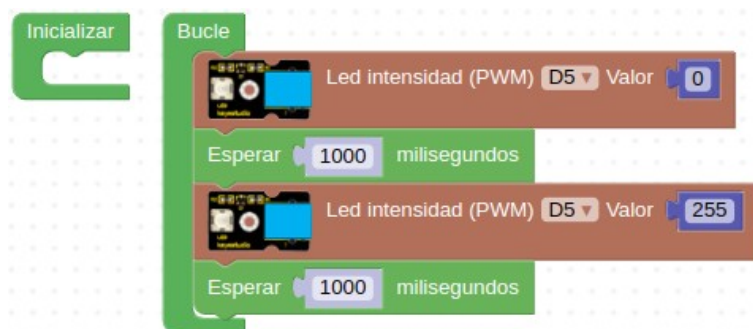 Inicializar
Bucle
Led intensidad (PWM) D5 Valor 0
Esperar 1000 milisegundos
Led intensidad (PWM) D5 Valor 255
Esperar 1000 milisegundos